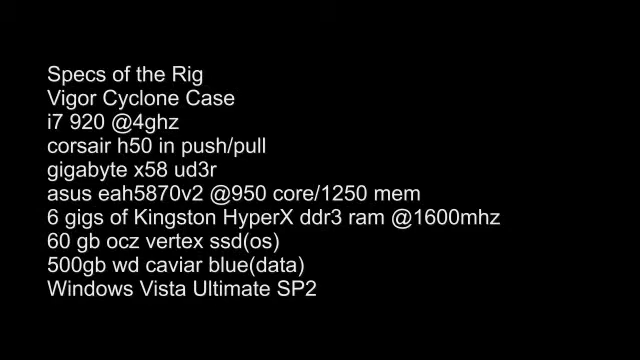 Specs of the Rig
Vigor Cyclone Case
i7 920 @4ghz
corsair h50 in push/pull
gigabyte x58 ud3r
asus eah5870v2 @950 core/1250 mem
6 gigs of Kingston HyperX ddr3 ram @1600mhz
60 gb ocz vertex ssd(os)
500gb wd caviar blue(data)
Windows Vista Ultimate SP2